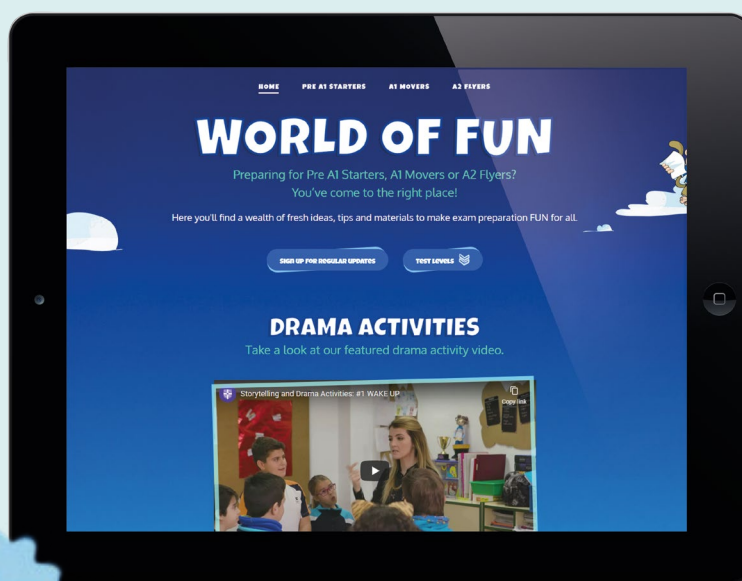 HOME PRE A1 STARTERS A1 MOVERS A2 FLYERS
WORLD OF FUN
Preparing for Pre A1 Starters, A1 Movers or A2 Flyers?
You've come to the right place!
Here you'll find a wealth of fresh ideas, tips and materials to make exam preparation FUN for all.
SIGN UP FOR REGULAR UPDATES TEST LEVELS
DRAMA ACTIVITIES
Take a look at our featured drama activity video.
Storytelling and Drama Activities: #1 WAKE UP
Copy link